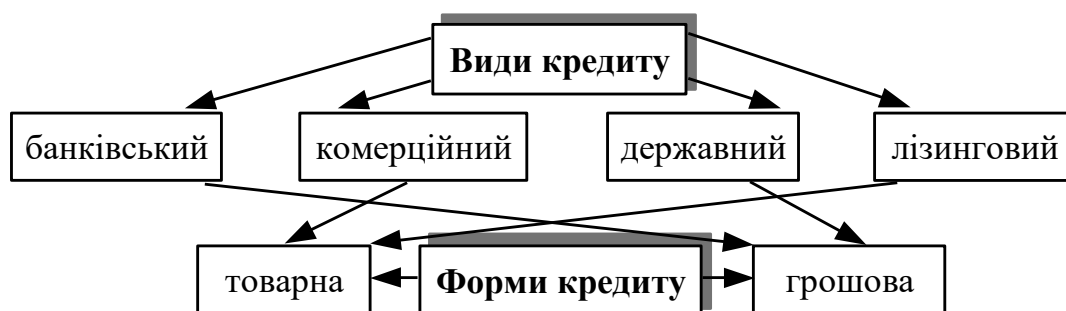 Види кредиту
банківський
комерційний
державний
лізинговий
товарна
Форми кредиту
грошова